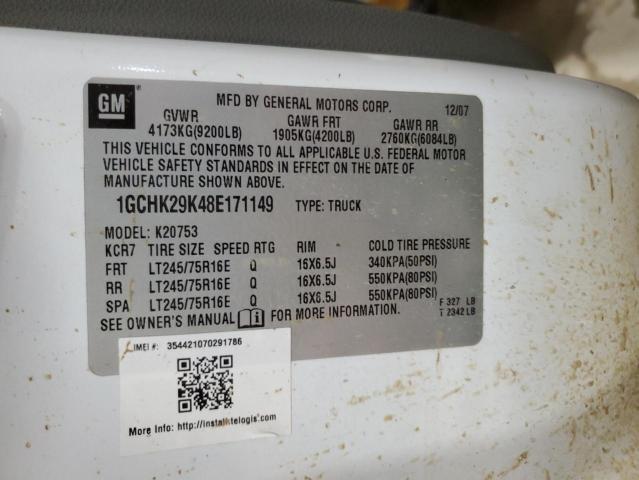 GM
MFD BY GENERAL MOTORS CORP. 12/07
GVWR GAWR FRT GAWR RR
4173KG(9200LB) 1905KG(4200LB) 2760KG(6084LB)
THIS VEHICLE CONFORMS TO ALL APPLICABLE U.S. FEDERAL MOTOR
VEHICLE SAFETY STANDARDS IN EFFECT ON THE DATE OF
MANUFACTURE SHOWN ABOVE.
1GCHK29K48E171149 TYPE: TRUCK
MODEL: K20753
KCR7 TIRE SIZE SPEED RTG RIM COLD TIRE PRESSURE
FRT LT245/75R16E Q 16X6.5J 340KPA(50PSI)
RR LT245/75R16E Q 16X6.5J 550KPA(80PSI)
SPA LT245/75R16E Q 16X6.5J 550KPA(80PSI)
SEE OWNER'S MANUAL FOR MORE INFORMATION.
F 327 LB
T 2342 LB
IMEI #: 354421070291786
More Info: http://installtelogis.com/